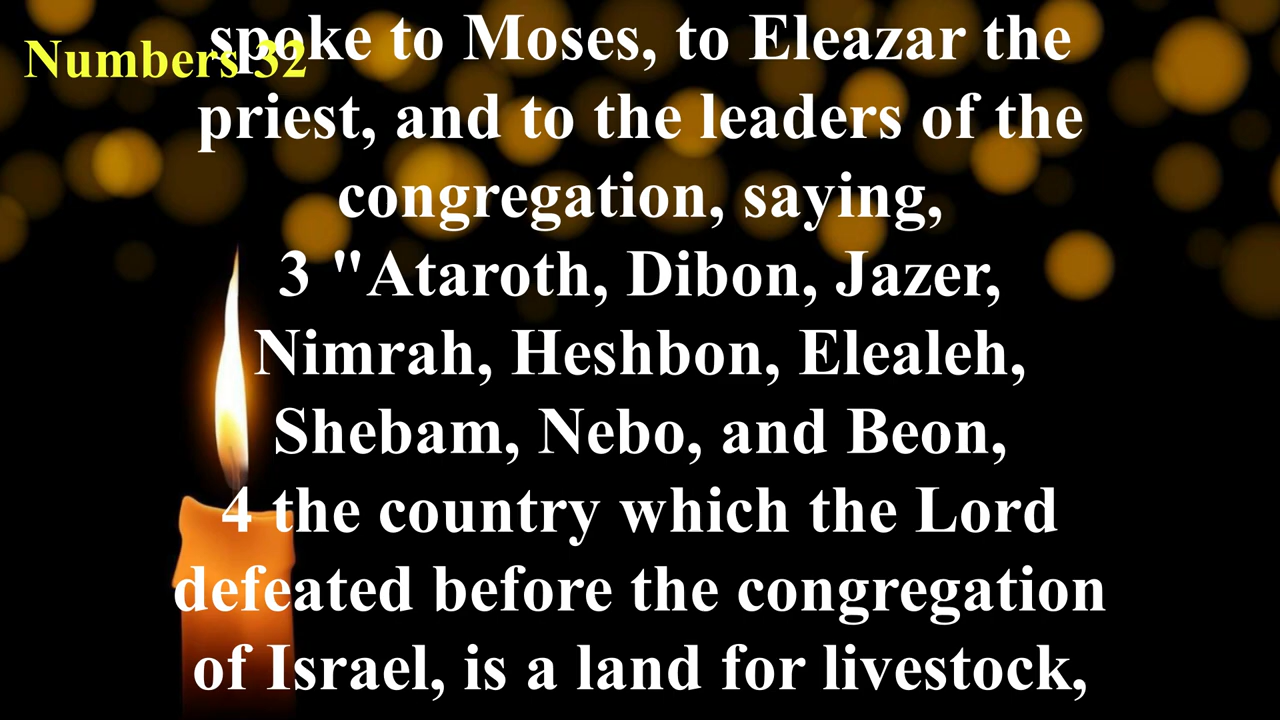 Numbers 32
spoke to Moses, to Eleazar the
priest, and to the leaders of the
congregation, saying,
3 "Ataroth, Dibon, Jazer,
Nimrah, Heshbon, Elealeh,
Shebam, Nebo, and Beon,
4 the country which the Lord
defeated before the congregation
of Israel, is a land for livestock,